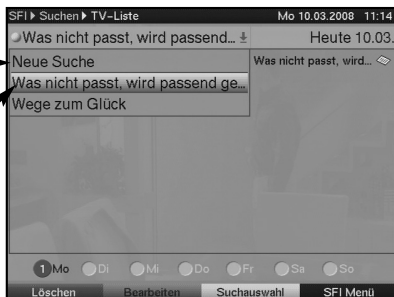 SFI ▶ Suchen ▶ TV-Liste Mo 10.03.2008 11:14
Was nicht passt, wird passend... Heute 10.03.
Neue Suche Was nicht passt, wird...
Was nicht passt, wird passend ge...
Wege zum Glück
1 Mo Di Mi Do Fr Sa So
Löschen Bearbeiten Suchauswahl SFI Menü